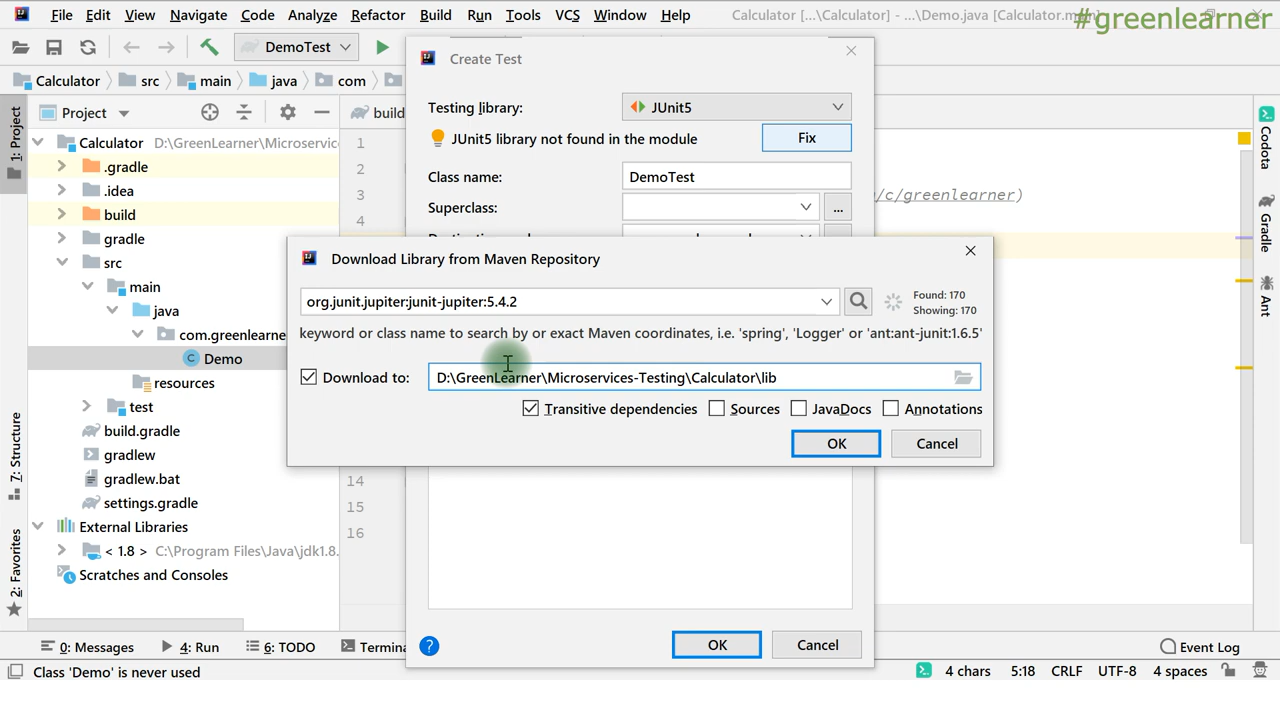 File Edit View Navigate Code Analyze Refactor Build Run Tools VCS Window Help Calculator [...\Calculator] - ...\Demo.java [Calculator.m
#greenlearner
DemoTest
Create Test
Calculator src main java com
Testing library: JUnit5
1: Project
Project
build
JUnit5 library not found in the module Fix
Calculator D:\GreenLearner\Microservic
1
.gradle
2
Class name: DemoTest
.idea
3
/c/greenlearner)
Superclass: ...
build
4
gradle
src
Download Library from Maven Repository
main
org.junit.jupiter:junit-jupiter:5.4.2
Found: 170
Showing: 170
java
keyword or class name to search by or exact Maven coordinates, i.e. 'spring', 'Logger' or 'ant:ant-junit:1.6.5'
com.greenlearne
Demo
Download to: D:\GreenLearner\Microservices-Testing\Calculator\lib
resources
test
Transitive dependencies Sources JavaDocs Annotations
build.gradle
OK Cancel
gradlew
gradlew.bat
14
settings.gradle
15
External Libraries
16
< 1.8 > C:\Program Files\Java\jdk1.8.
Scratches and Consoles
7: Structure
2: Favorites
Codota
Gradle
Ant
? OK Cancel
0: Messages 4: Run 6: TODO Termina Event Log
Class 'Demo' is never used 4 chars 5:18 CRLF UTF-8 4 spaces